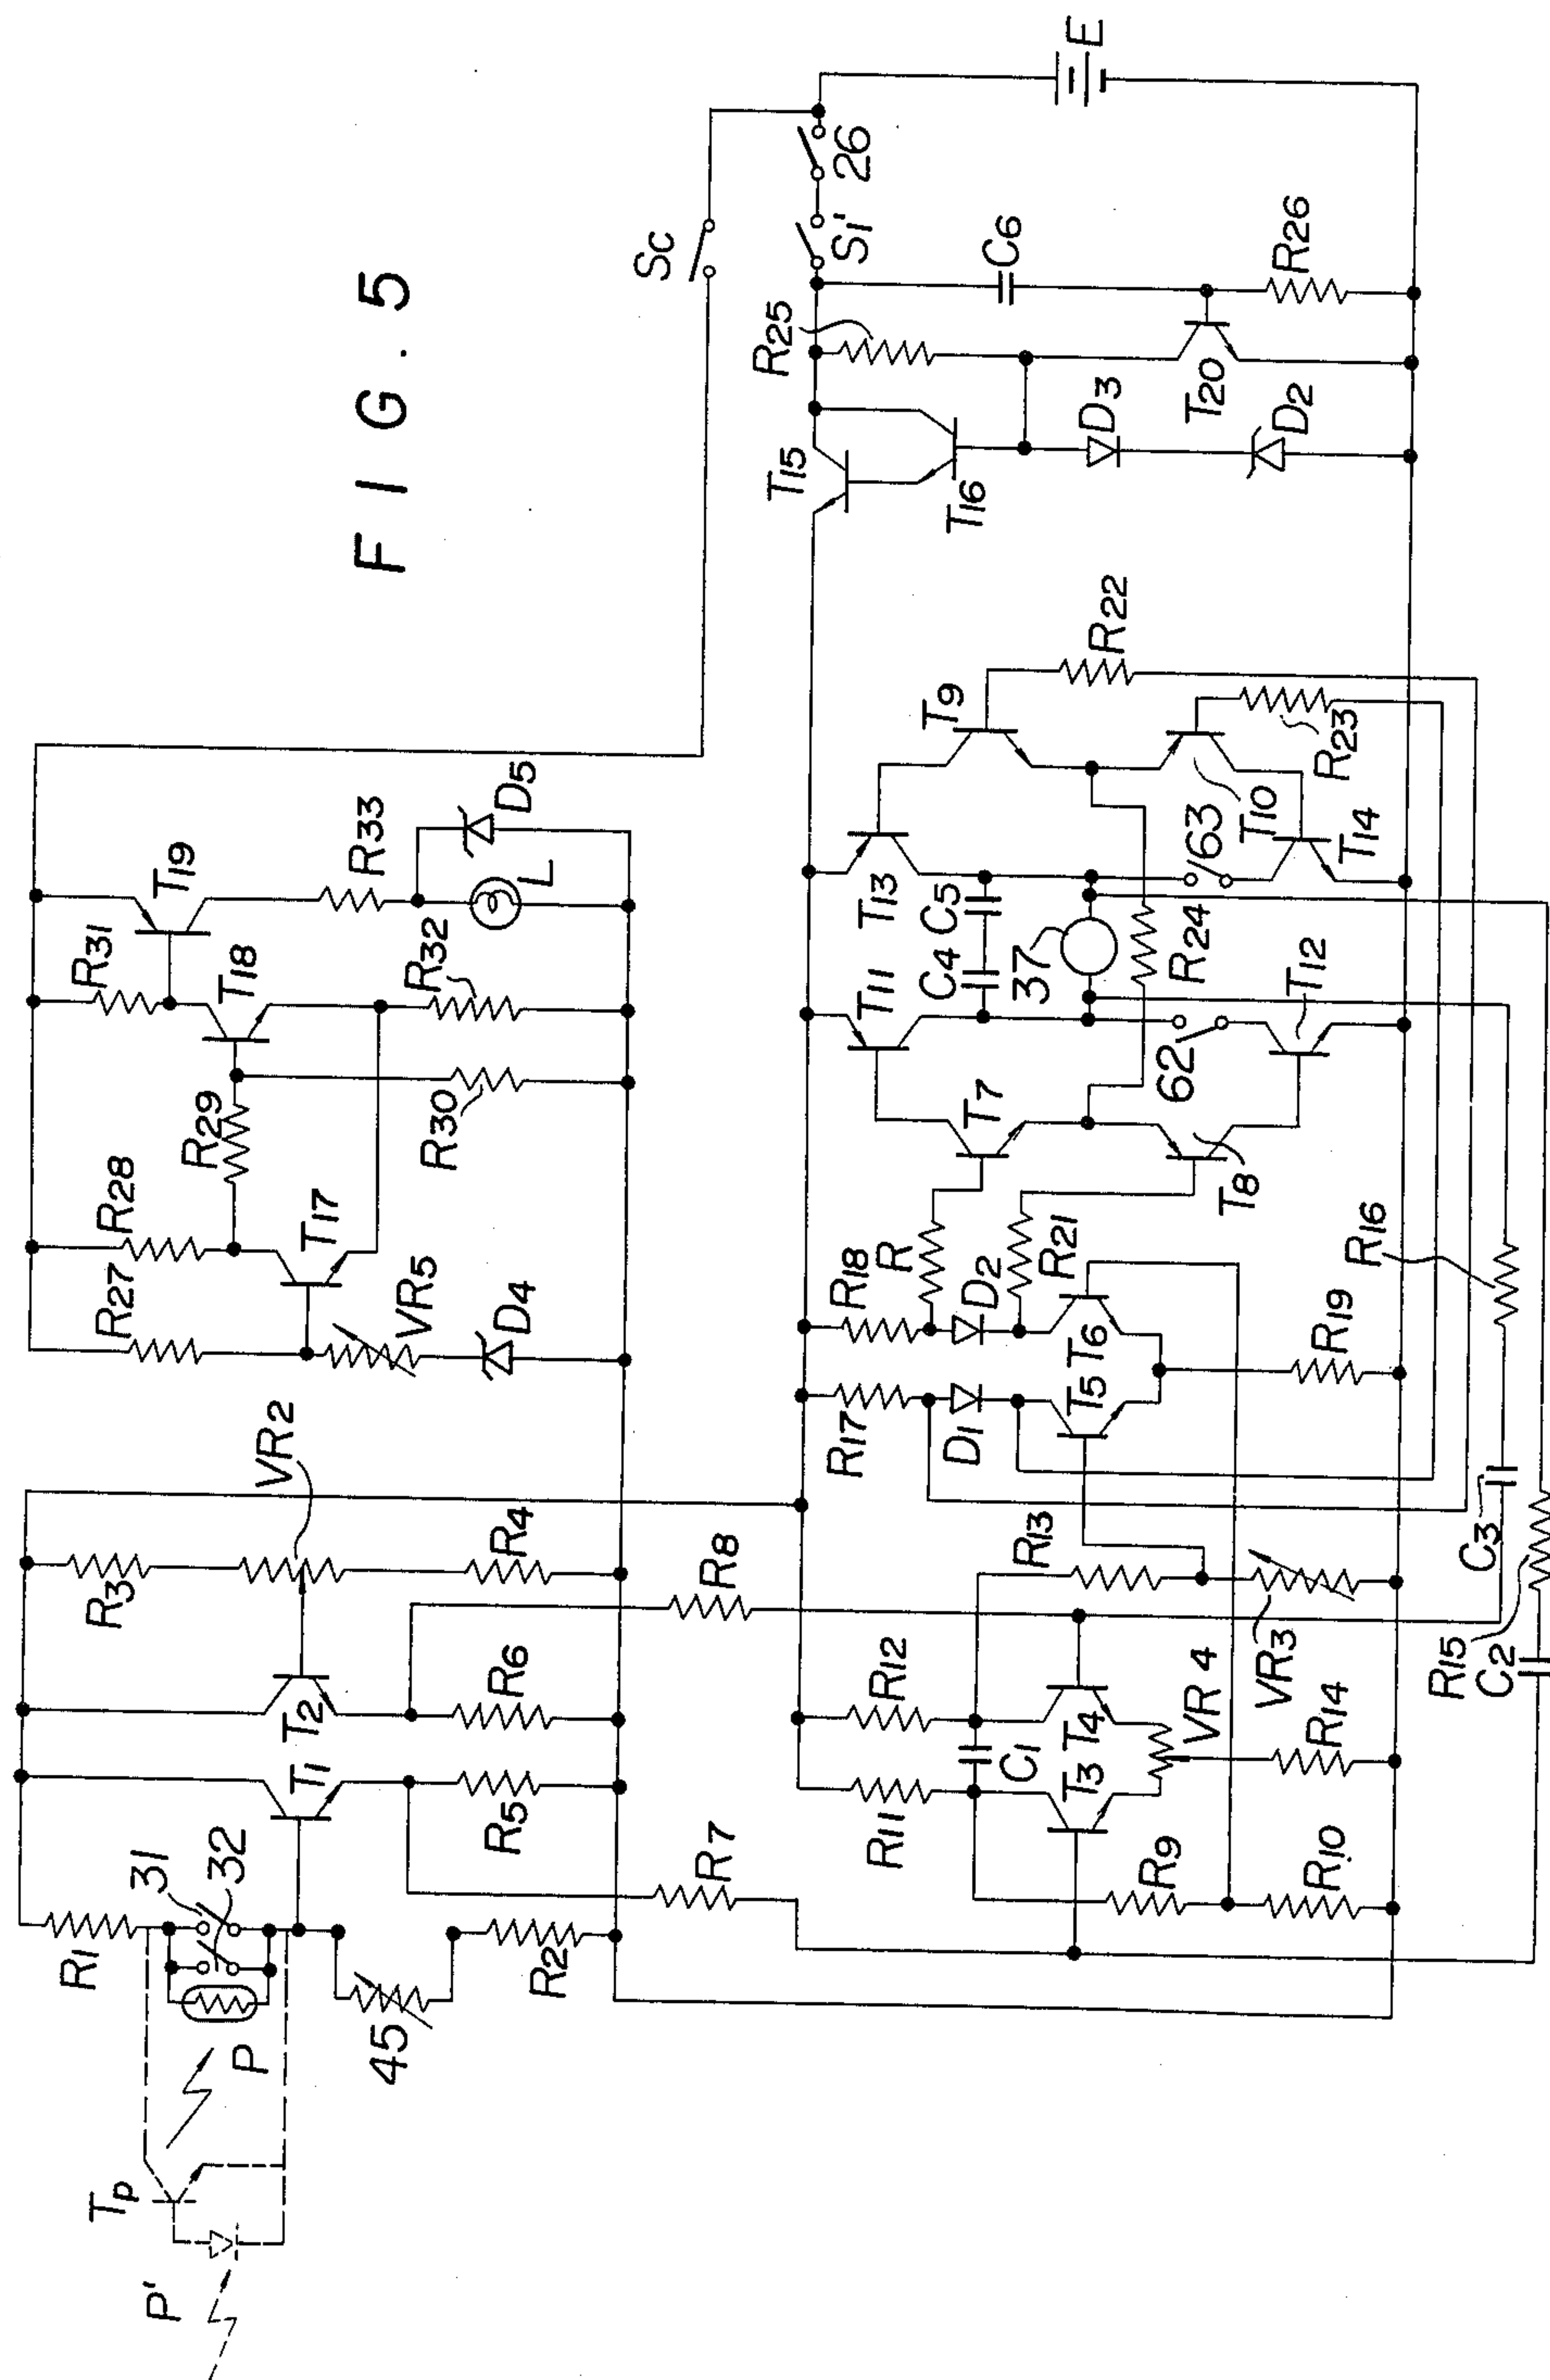 FIG. 5
P'
Tp
P
R1
31
32
45
R2
T1
R5
T2
R6
R3
VR2
R4
R7
R8
R27
R28
R29
T17
VR5
D4
R30
R31
T18
R32
T19
R33
L
D5
Sc
R11
R12
C1
T3
T4
VR4
R9
R10
R14
R13
VR3
R17
R18
R
D1
D2
T5
T6
R21
R19
T7
T8
T11
C4
C5
37
T13
62
T12
R24
63
T9
T10
T14
R22
R23
R16
C3
R15
C2
T15
T16
R25
D3
D2
T20
C6
R26
S1'
26
E